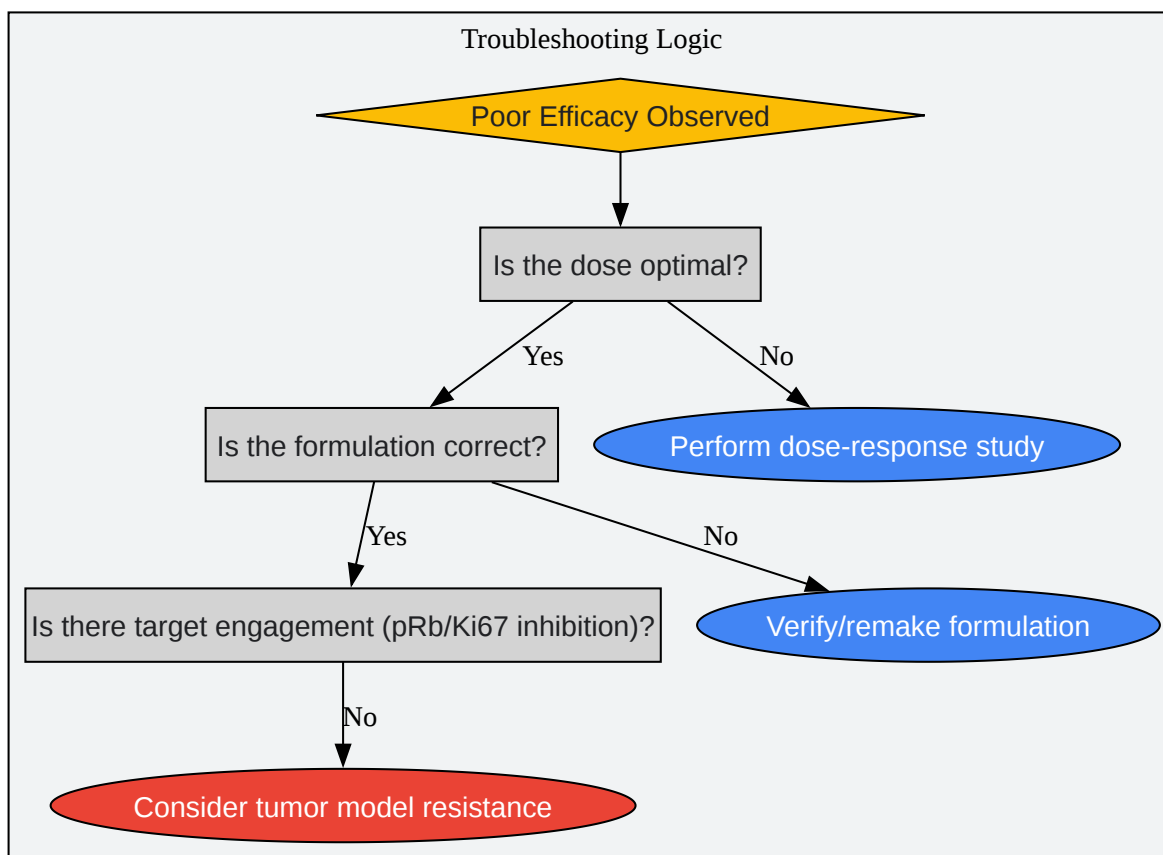 Troubleshooting Logic
Poor Efficacy Observed
Is the dose optimal?
Yes
No
Is the formulation correct?
Perform dose-response study
Yes
No
Is there target engagement (pRb/Ki67 inhibition)?
Verify/remake formulation
No
Consider tumor model resistance